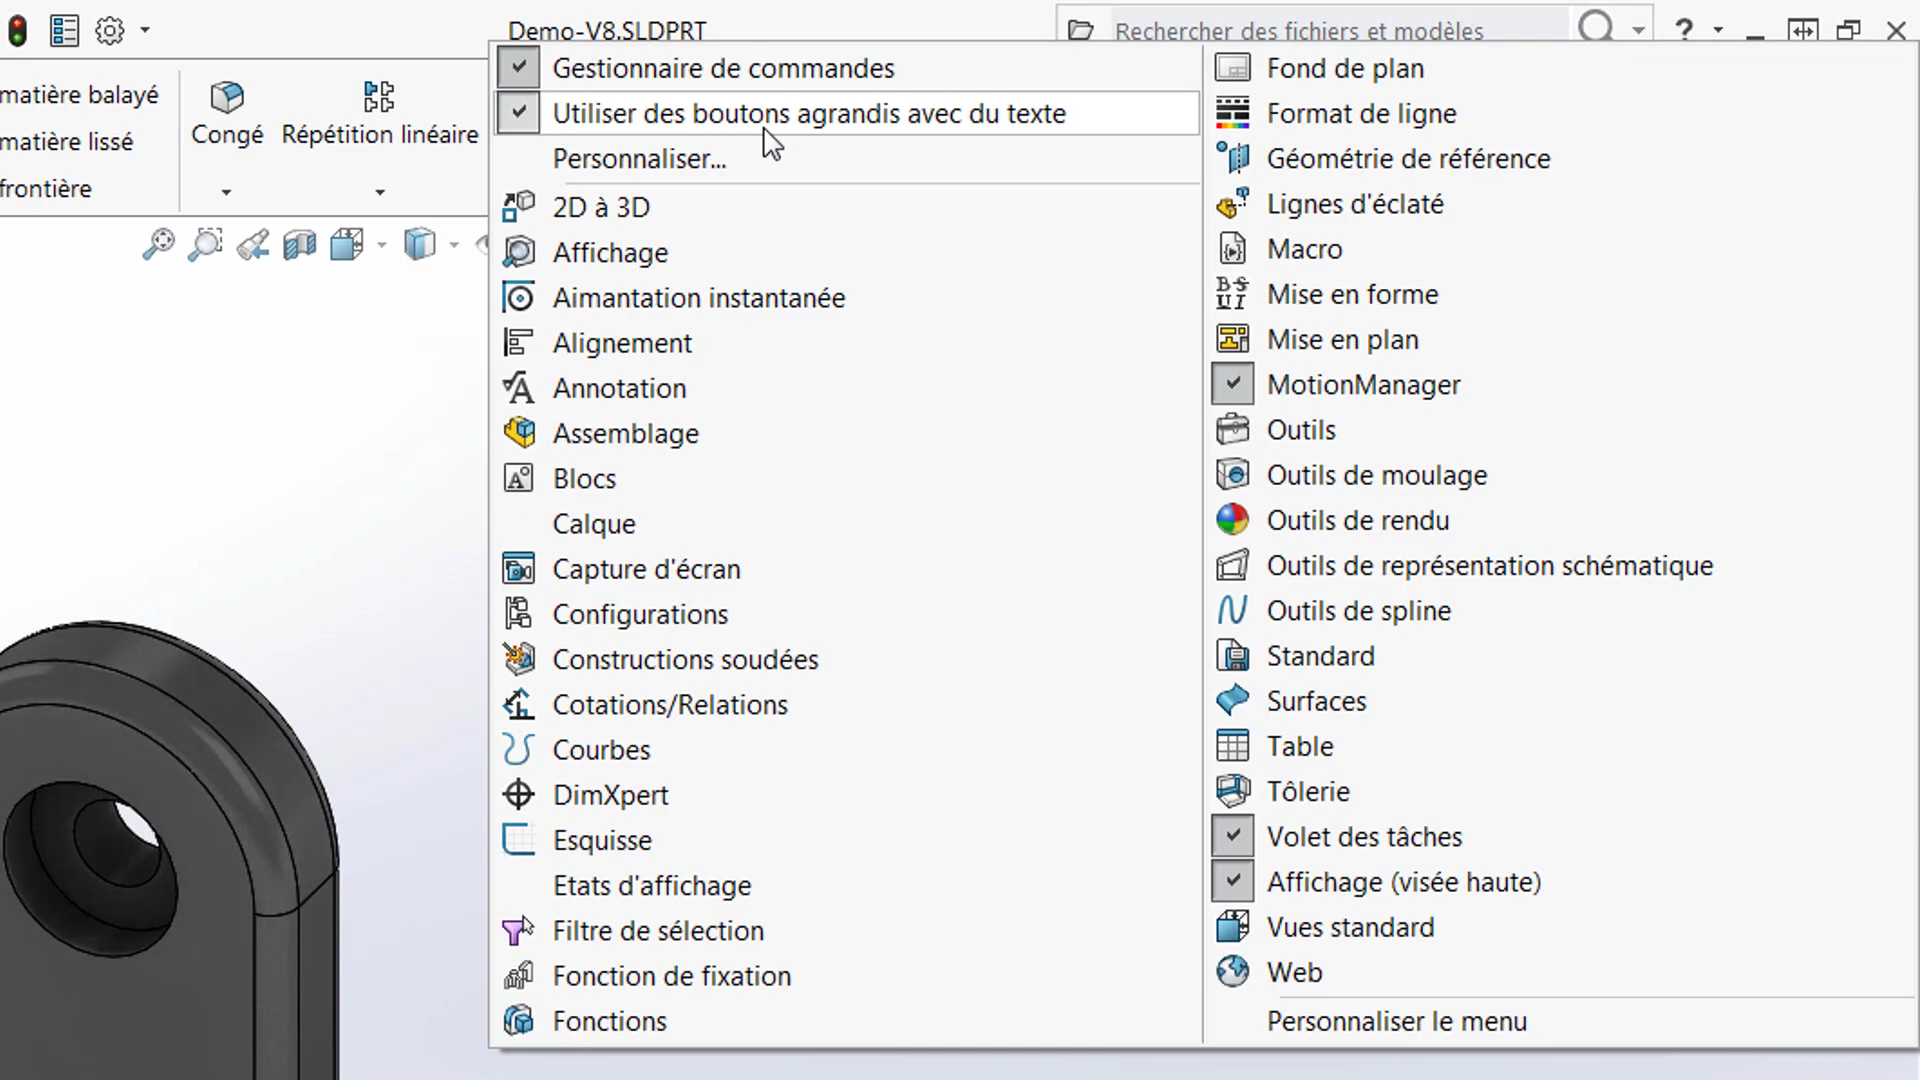 Demo-V8.SLDPRT
Rechercher des fichiers et modèles
?
matière balayé
matière lissé
frontière
Congé
Répétition linéaire
Gestionnaire de commandes
Utiliser des boutons agrandis avec du texte
Personnaliser...
2D à 3D
Affichage
Aimantation instantanée
Alignement
Annotation
Assemblage
Blocs
Calque
Capture d'écran
Configurations
Constructions soudées
Cotations/Relations
Courbes
DimXpert
Esquisse
Etats d'affichage
Filtre de sélection
Fonction de fixation
Fonctions
Fond de plan
Format de ligne
Géométrie de référence
Lignes d'éclaté
Macro
Mise en forme
Mise en plan
MotionManager
Outils
Outils de moulage
Outils de rendu
Outils de représentation schématique
Outils de spline
Standard
Surfaces
Table
Tôlerie
Volet des tâches
Affichage (visée haute)
Vues standard
Web
Personnaliser le menu